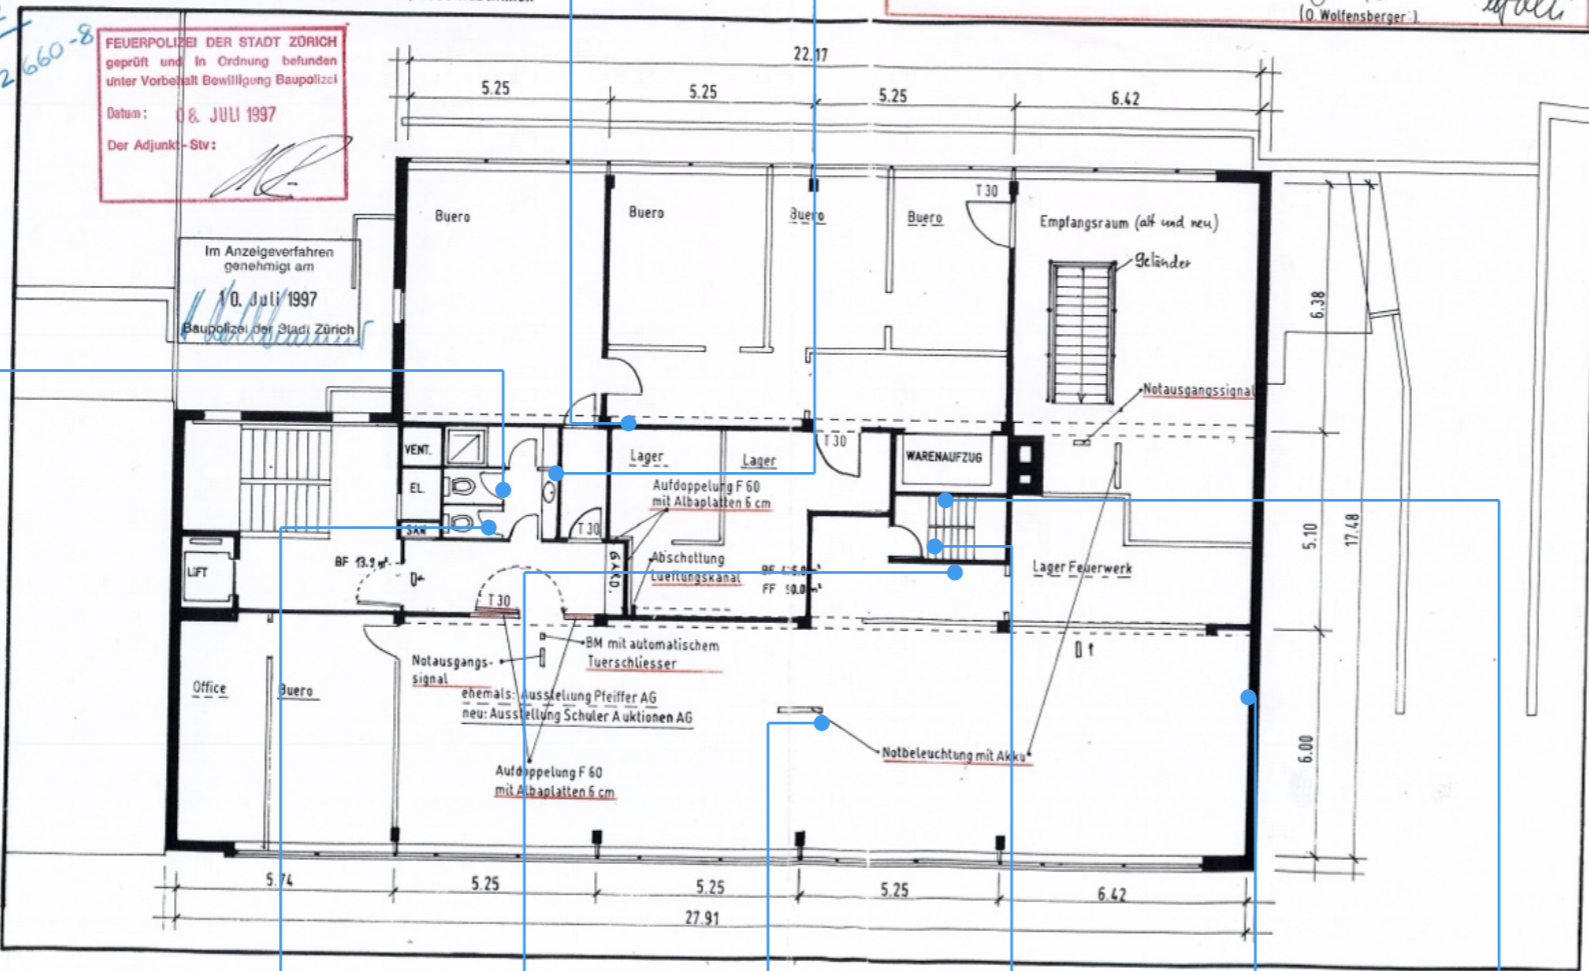 (O. Wolfensberger)
660-8
FEUERPOLIZEI DER STADT ZÜRICH
geprüft und in Ordnung befunden
unter Vorbehalt Bewilligung Baupolizei
Datum: 08. JULI 1997
Der Adjunkt-Stv:
Im Anzeigeverfahren
genehmigt am
10. Juli 1997
Baupolizei der Stadt Zürich
22.17
5.25
5.25
5.25
6.42
Buero
Buero
Buero
Buero
T 30
Empfangsraum (alt und neu)
Geländer
6.38
Notausgangssignal
VENT.
EL.
SAN
Lager
Lager
T 30
WARENAUFZUG
Aufdoppelung F 60
mit Albaplatten 6 cm
T 30
GARD.
Abschottung
Lueftungskanal
BF
FF
LIFT
BF
Lager Feuerwerk
5.10
17.48
T 30
BM mit automatischem
Tuerschliesser
Notausgangs-
signal
ehemals: Ausstellung Pfeiffer AG
neu: Ausstellung Schuler Auktionen AG
Office
Buero
Notbeleuchtung mit Akku
6.00
Aufdoppelung F 60
mit Albaplatten 6 cm
5.74
5.25
5.25
5.25
6.42
27.91